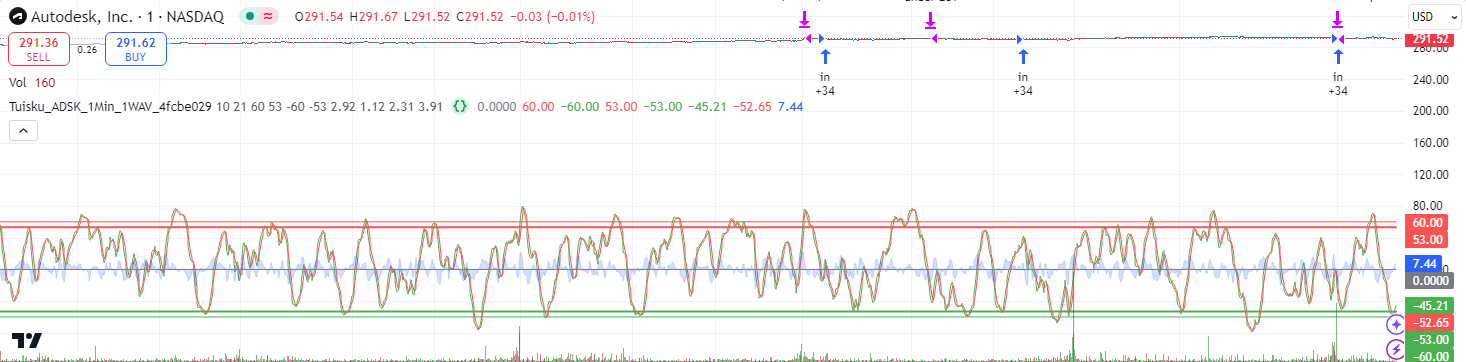 Autodesk, Inc. · 1 · NASDAQ ≈ O291.54 H291.67 L291.52 C291.52 −0.03 (−0.01%) USD
291.36 SELL 0.26 291.62 BUY
291.52
280.00
Vol 160
in in in
+34 +34 +34
240.00
Tuisku_ADSK_1Min_1WAV_4fcbe029 10 21 60 53 -60 -53 2.92 1.12 2.31 3.91 {} 0.0000 60.00 −60.00 53.00 −53.00 −45.21 −52.65 7.44
200.00
160.00
120.00
80.00
60.00
53.00
7.44
0.0000
−45.21
−52.65
−53.00
−60.00